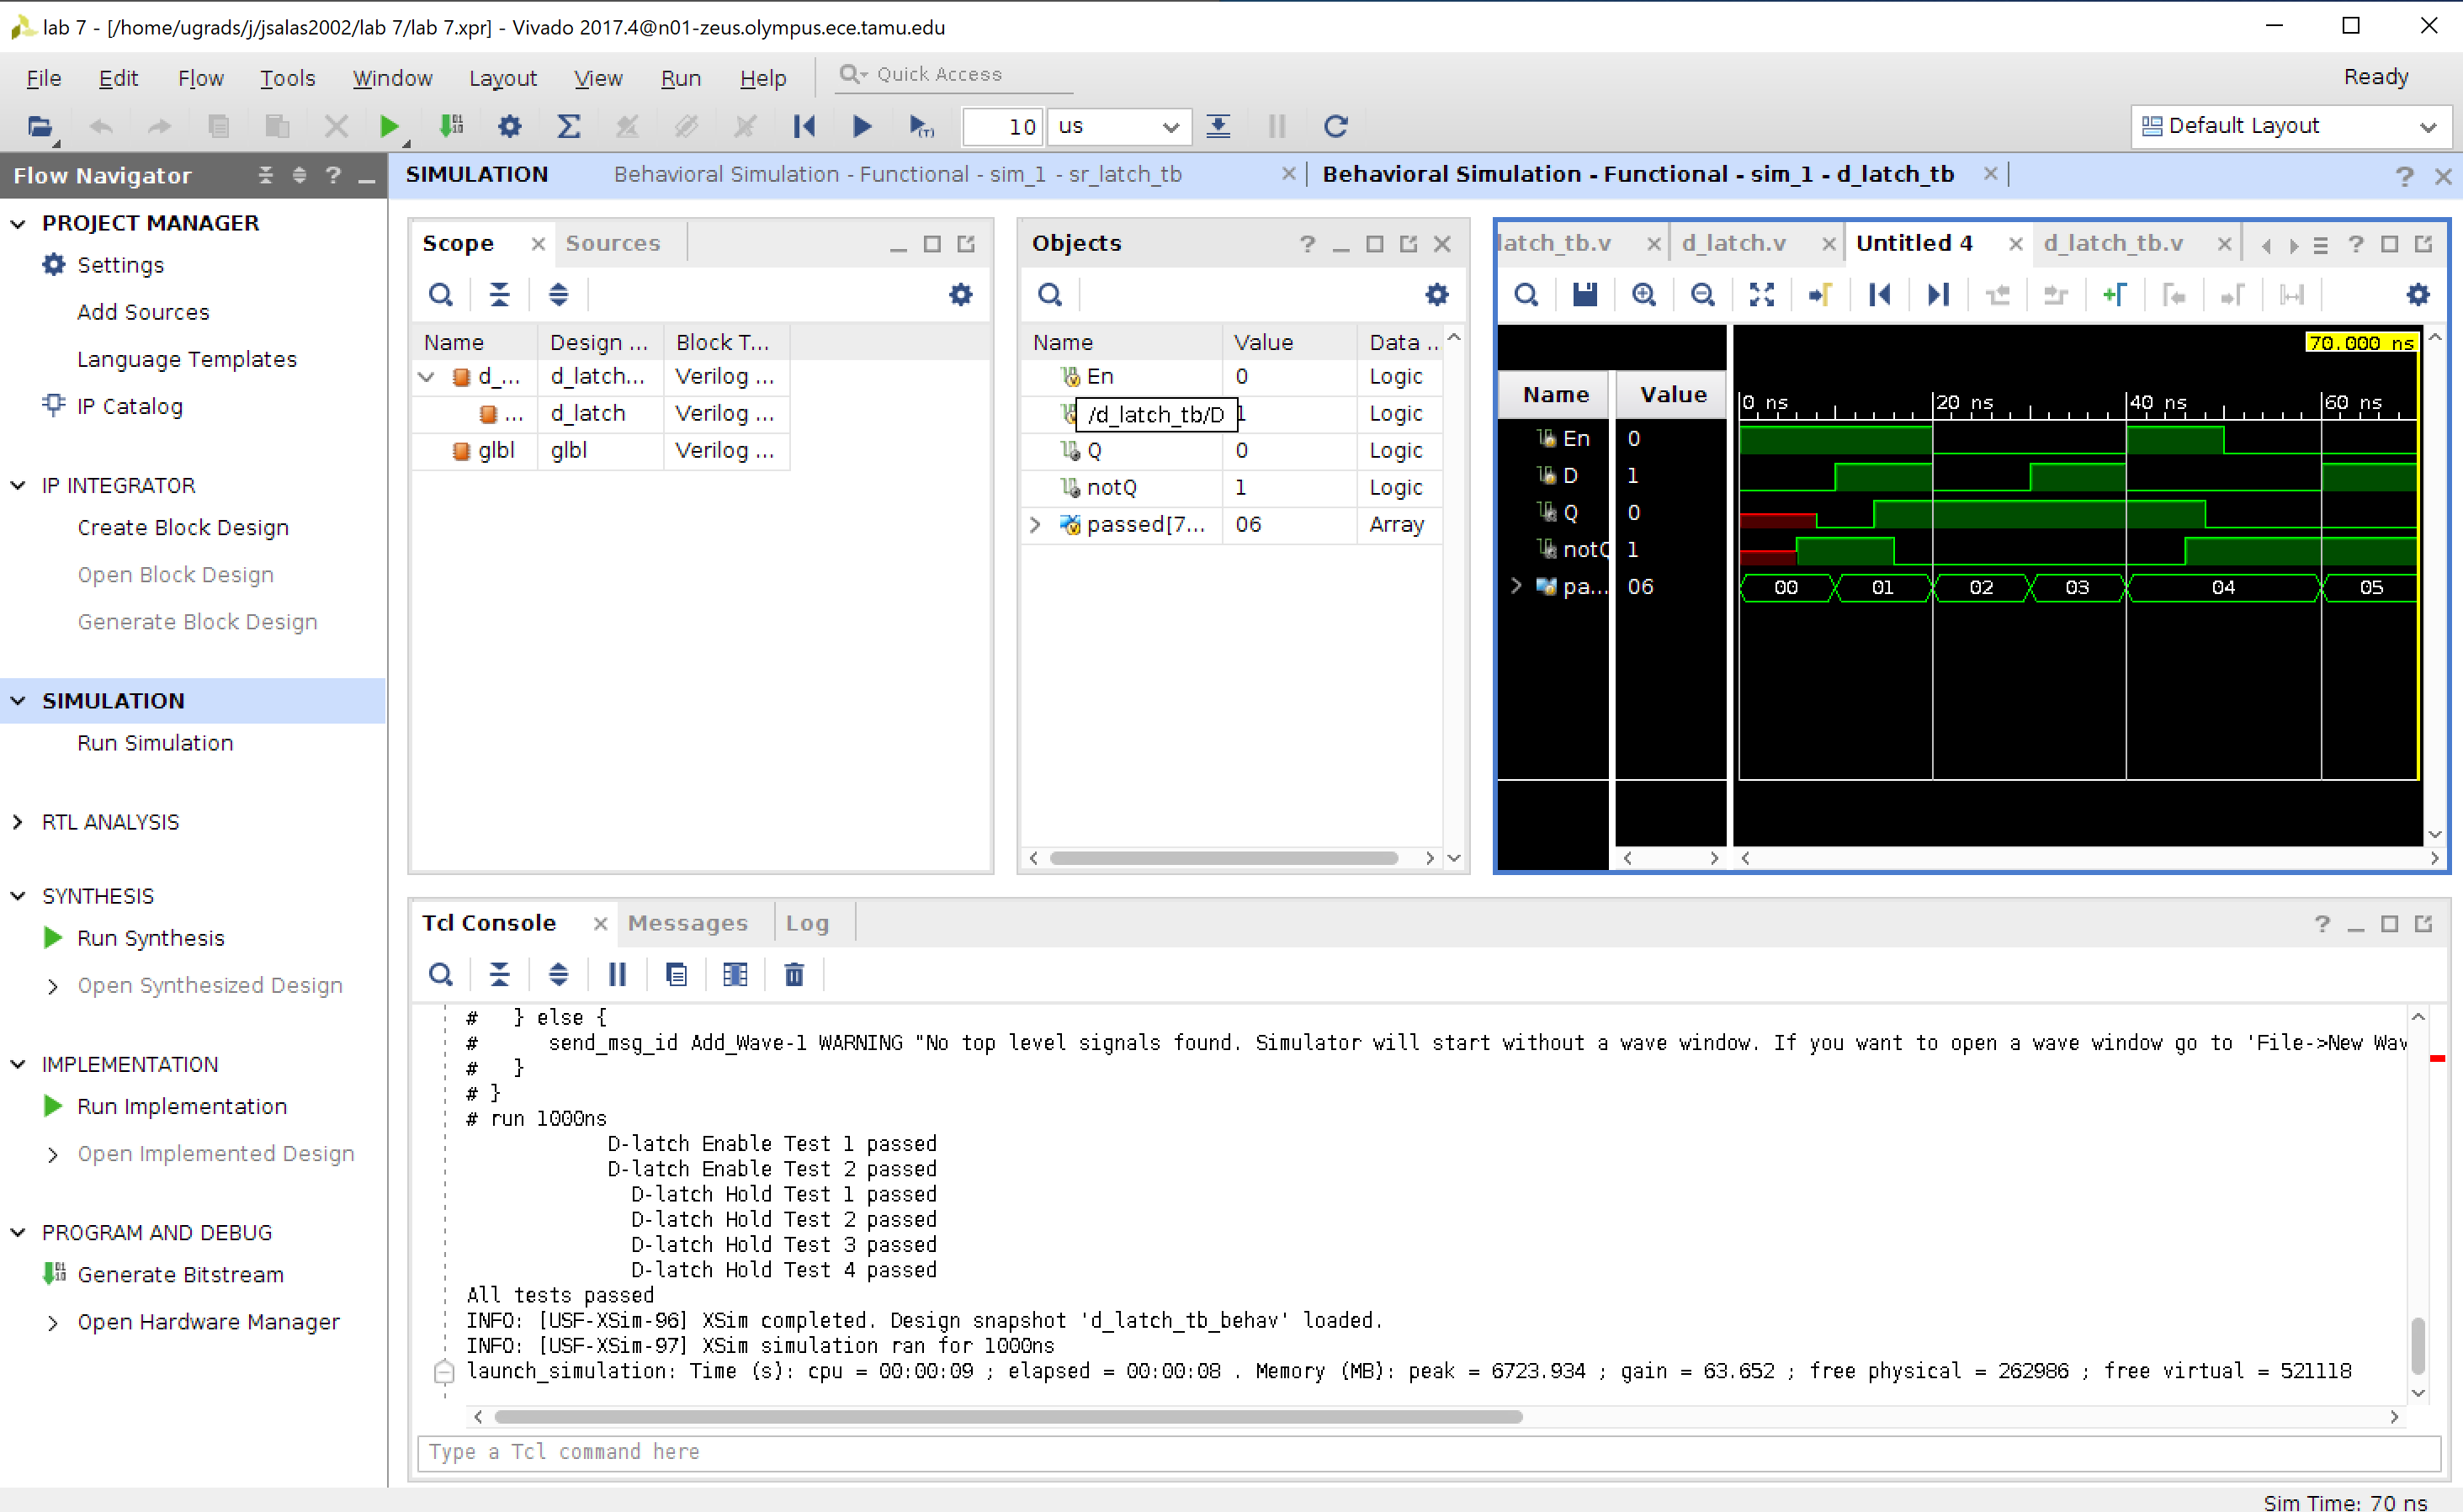 lab 7 - [/home/ugrads/j/jsalas2002/lab 7/lab 7.xpr] - Vivado 2017.4@n01-zeus.olympus.ece.tamu.edu
File Edit Flow Tools Window Layout View Run Help Quick Access Ready
10 us Default Layout
Flow Navigator
PROJECT MANAGER
Settings
Add Sources
Language Templates
IP Catalog
IP INTEGRATOR
Create Block Design
Open Block Design
Generate Block Design
SIMULATION
Run Simulation
RTL ANALYSIS
SYNTHESIS
Run Synthesis
Open Synthesized Design
IMPLEMENTATION
Run Implementation
Open Implemented Design
PROGRAM AND DEBUG
Generate Bitstream
Open Hardware Manager
SIMULATION Behavioral Simulation - Functional - sim_1 - sr_latch_tb Behavioral Simulation - Functional - sim_1 - d_latch_tb
Scope Sources
Name Design ... Block T...
d_... d_latch... Verilog ...
... d_latch Verilog ...
glbl glbl Verilog ...
Objects
Name Value Data ...
En 0 Logic
/d_latch_tb/D 1 Logic
Q 0 Logic
notQ 1 Logic
passed[7... 06 Array
latch_tb.v d_latch.v Untitled 4 d_latch_tb.v
70.000 ns
Name Value 0 ns 20 ns 40 ns 60 ns
En 0
D 1
Q 0
notQ 1
pa... 06 00 01 02 03 04 05
Tcl Console Messages Log
# } else {
# send_msg_id Add_Wave-1 WARNING "No top level signals found. Simulator will start without a wave window. If you want to open a wave window go to 'File->New Wav
# }
# }
# run 1000ns
D-latch Enable Test 1 passed
D-latch Enable Test 2 passed
D-latch Hold Test 1 passed
D-latch Hold Test 2 passed
D-latch Hold Test 3 passed
D-latch Hold Test 4 passed
All tests passed
INFO: [USF-XSim-96] XSim completed. Design snapshot 'd_latch_tb_behav' loaded.
INFO: [USF-XSim-97] XSim simulation ran for 1000ns
launch_simulation: Time (s): cpu = 00:00:09 ; elapsed = 00:00:08 . Memory (MB): peak = 6723.934 ; gain = 63.652 ; free physical = 262986 ; free virtual = 521118
Type a Tcl command here
Sim Time: 70 ns